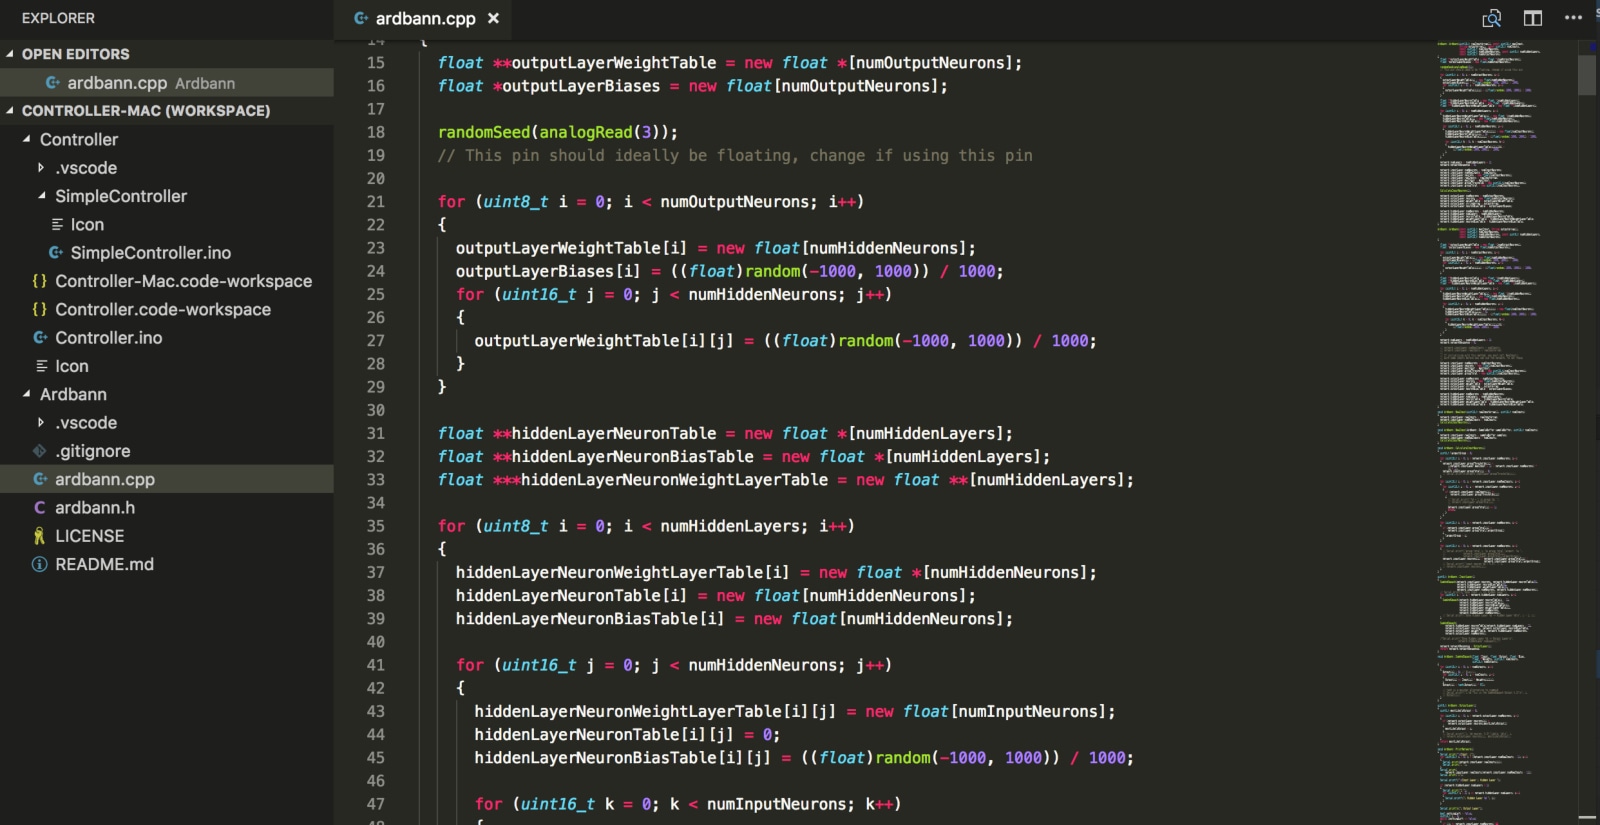 EXPLORER
OPEN EDITORS
ardbann.cpp Ardbann
CONTROLLER-MAC (WORKSPACE)
Controller
.vscode
SimpleController
Icon
SimpleController.ino
Controller-Mac.code-workspace
Controller.code-workspace
Controller.ino
Icon
Ardbann
.vscode
.gitignore
ardbann.cpp
ardbann.h
LICENSE
README.md
ardbann.cpp
14 {
15 float **outputLayerWeightTable = new float *[numOutputNeurons];
16 float *outputLayerBiases = new float[numOutputNeurons];
17
18 randomSeed(analogRead(3));
19 // This pin should ideally be floating, change if using this pin
20
21 for (uint8_t i = 0; i < numOutputNeurons; i++)
22 {
23 outputLayerWeightTable[i] = new float[numHiddenNeurons];
24 outputLayerBiases[i] = ((float)random(-1000, 1000)) / 1000;
25 for (uint16_t j = 0; j < numHiddenNeurons; j++)
26 {
27 outputLayerWeightTable[i][j] = ((float)random(-1000, 1000)) / 1000;
28 }
29 }
30
31 float **hiddenLayerNeuronTable = new float *[numHiddenLayers];
32 float **hiddenLayerNeuronBiasTable = new float *[numHiddenLayers];
33 float ***hiddenLayerNeuronWeightLayerTable = new float **[numHiddenLayers];
34
35 for (uint8_t i = 0; i < numHiddenLayers; i++)
36 {
37 hiddenLayerNeuronWeightLayerTable[i] = new float *[numHiddenNeurons];
38 hiddenLayerNeuronTable[i] = new float[numHiddenNeurons];
39 hiddenLayerNeuronBiasTable[i] = new float[numHiddenNeurons];
40
41 for (uint16_t j = 0; j < numHiddenNeurons; j++)
42 {
43 hiddenLayerNeuronWeightLayerTable[i][j] = new float[numInputNeurons];
44 hiddenLayerNeuronTable[i][j] = 0;
45 hiddenLayerNeuronBiasTable[i][j] = ((float)random(-1000, 1000)) / 1000;
46
47 for (uint16_t k = 0; k < numInputNeurons; k++)